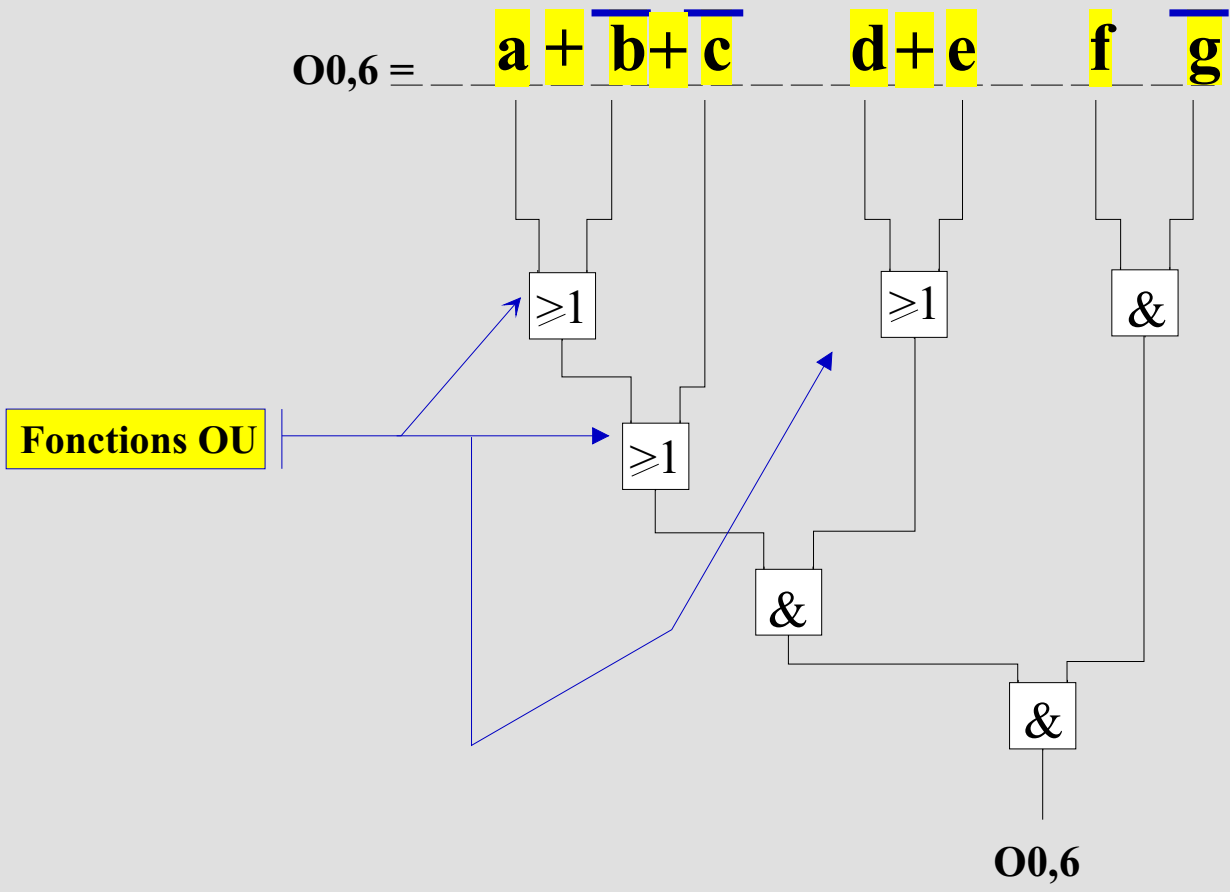 O0,6 = a + b̅ + c̅ d + e f g̅
≥1 ≥1 &
Fonctions OU
≥1
&
&
O0,6